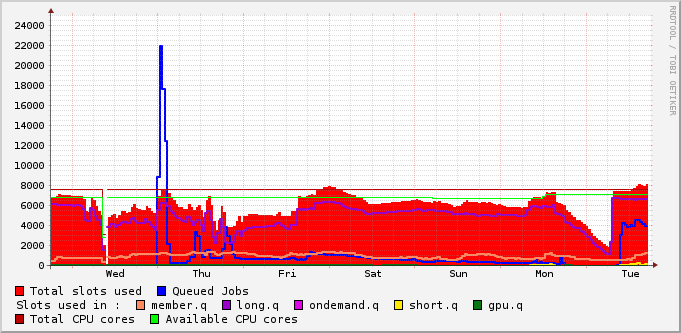 RRDTOOL / TOBI OETIKER
24000
22000
20000
18000
16000
14000
12000
10000
8000
6000
4000
2000
0
Wed Thu Fri Sat Sun Mon Tue
Total slots used Queued Jobs
Slots used in : member.q long.q ondemand.q short.q gpu.q
Total CPU cores Available CPU cores